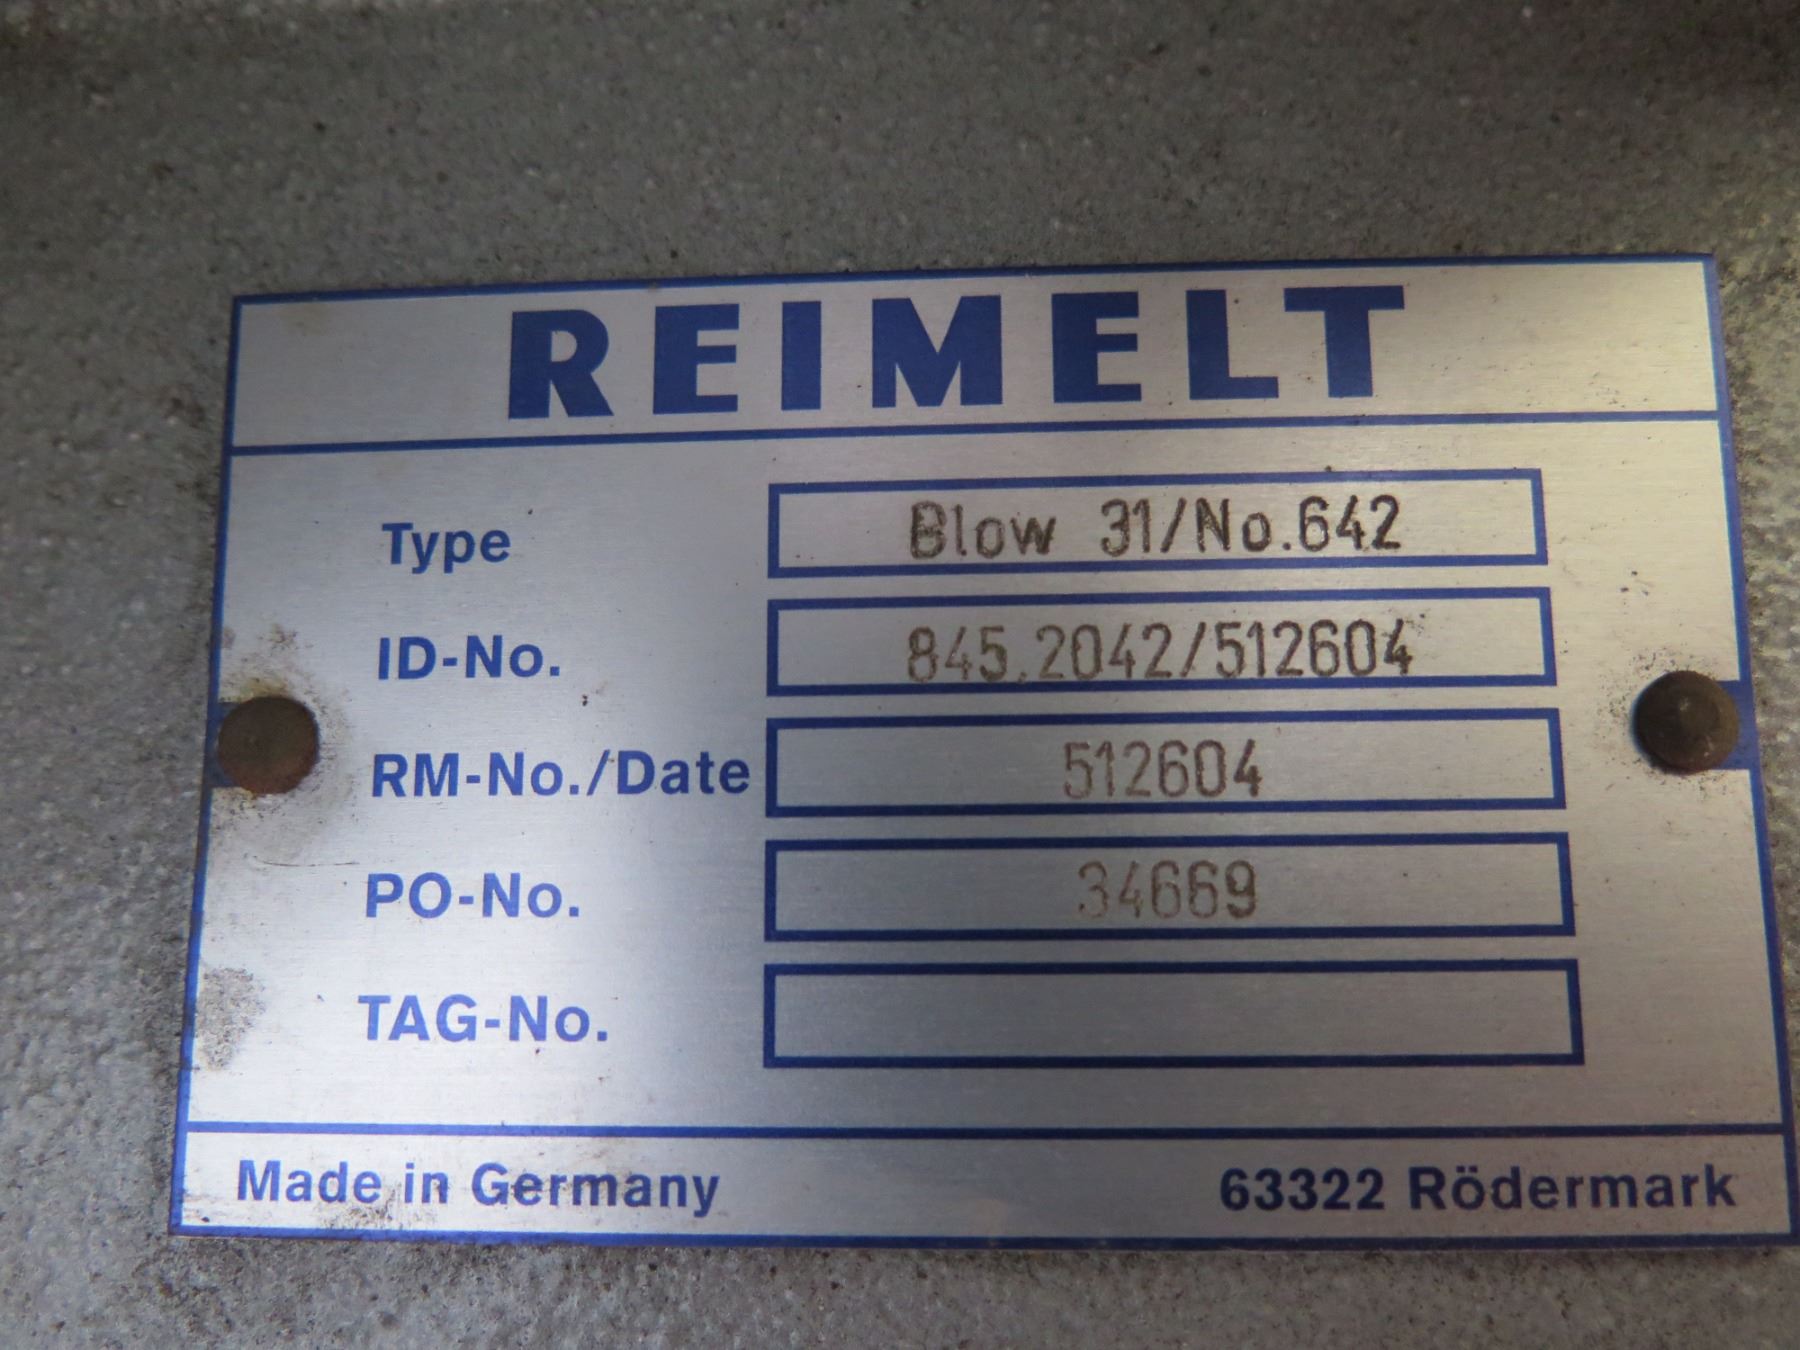 REIMELT
Type Blow 31/No.642
ID-No. 845.2042/512604
RM-No./Date 512604
PO-No. 34669
TAG-No.
Made in Germany 63322 Rödermark